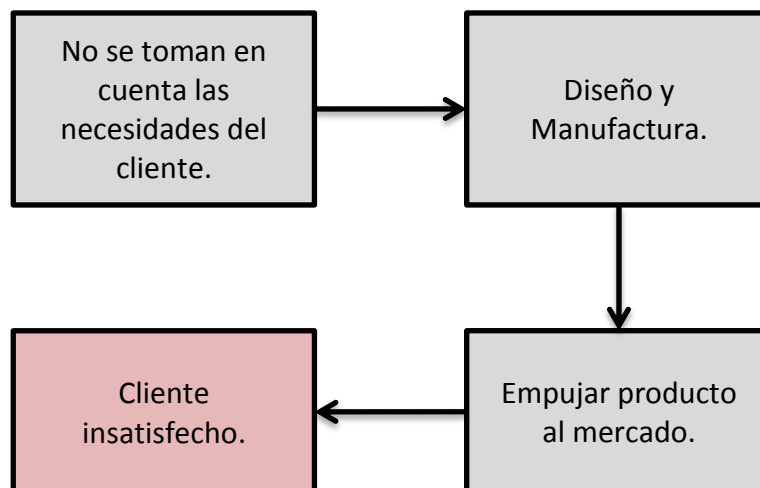 No se toman en
cuenta las
necesidades del
cliente.
Diseño y
Manufactura.
Empujar producto
al mercado.
Cliente
insatisfecho.